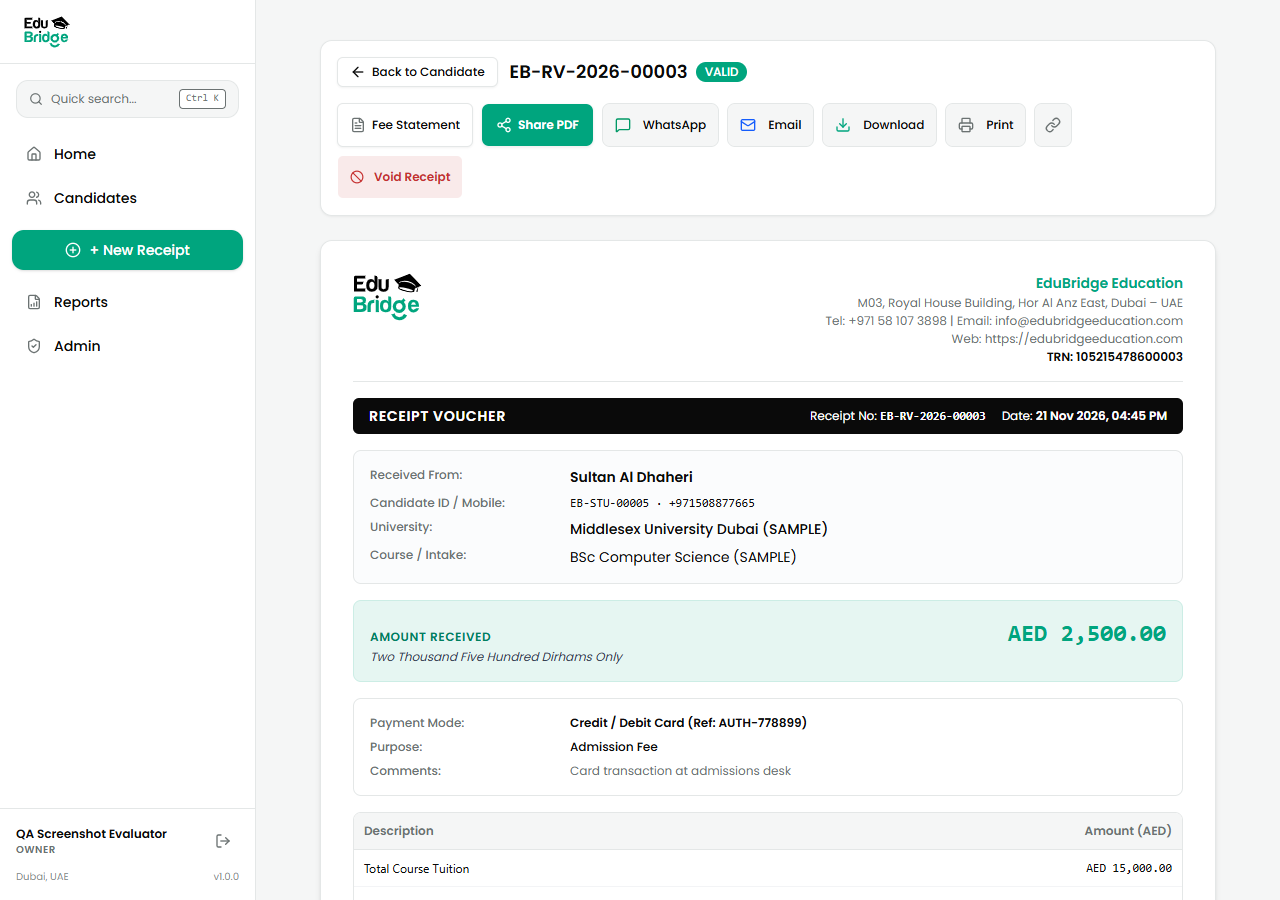 Edu
Bridge
Quick search... Ctrl K
Home
Candidates
+ New Receipt
Reports
Admin
QA Screenshot Evaluator
OWNER
Dubai, UAE v1.0.0
Back to Candidate EB-RV-2026-00003 VALID
Fee Statement Share PDF WhatsApp Email Download Print
Void Receipt
Edu
Bridge
EduBridge Education
M03, Royal House Building, Hor Al Anz East, Dubai – UAE
Tel: +971 58 107 3898 | Email: info@edubridgeeducation.com
Web: https://edubridgeeducation.com
TRN: 105215478600003
RECEIPT VOUCHER Receipt No: EB-RV-2026-00003 Date: 21 Nov 2026, 04:45 PM
Received From: Sultan Al Dhaheri
Candidate ID / Mobile: EB-STU-00005 · +971508877665
University: Middlesex University Dubai (SAMPLE)
Course / Intake: BSc Computer Science (SAMPLE)
AMOUNT RECEIVED AED 2,500.00
Two Thousand Five Hundred Dirhams Only
Payment Mode: Credit / Debit Card (Ref: AUTH-778899)
Purpose: Admission Fee
Comments: Card transaction at admissions desk
Description Amount (AED)
Total Course Tuition AED 15,000.00